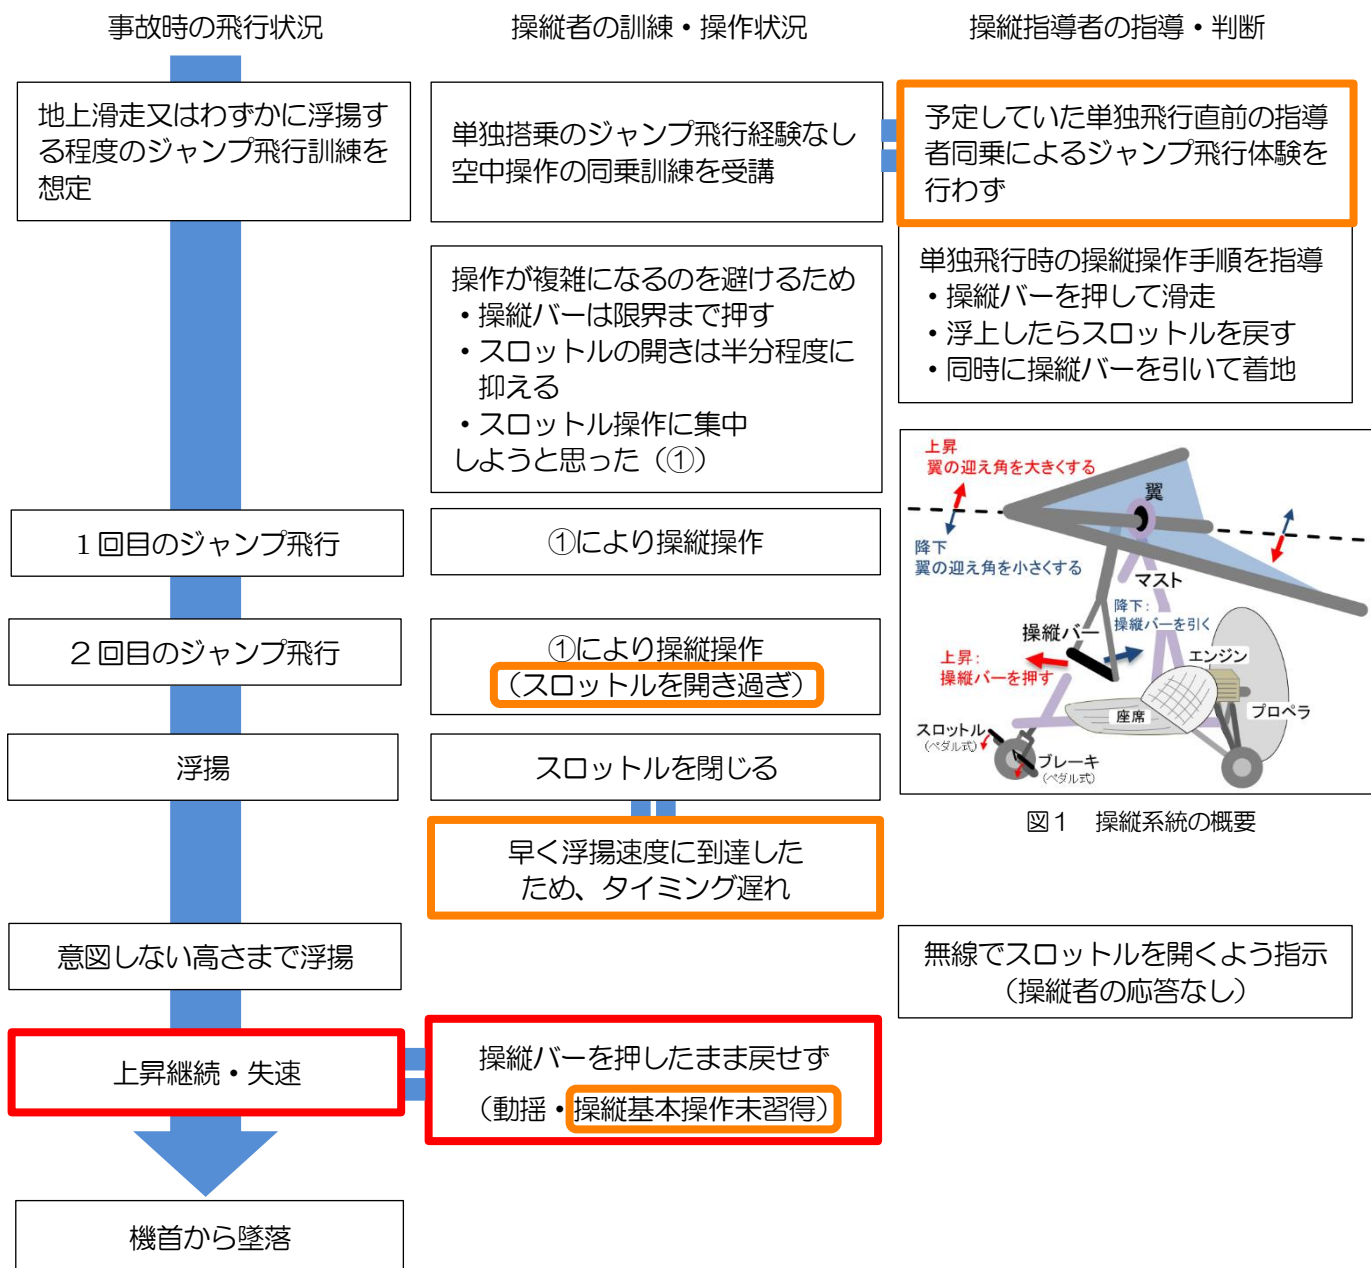 事故時の飛行状況
操縦者の訓練・操作状況
操縦指導者の指導・判断
地上滑走又はわずかに浮揚す
る程度のジャンプ飛行訓練を
想定
単独搭乗のジャンプ飛行経験なし
空中操作の同乗訓練を受講
予定していた単独飛行直前の指導
者同乗によるジャンプ飛行体験を
行わず
単独飛行時の操縦操作手順を指導
・操縦バーを押して滑走
・浮上したらスロットルを戻す
・同時に操縦バーを引いて着地
操作が複雑になるのを避けるため
・操縦バーは限界まで押す
・スロットルの開きは半分程度に
抑える
・スロットル操作に集中
しようと思った（①）
1回目のジャンプ飛行
①により操縦操作
2回目のジャンプ飛行
①により操縦操作
（スロットルを開き過ぎ）
浮揚
スロットルを閉じる
早く浮揚速度に到達した
ため、タイミング遅れ
上昇
翼の迎え角を大きくする
翼
降下
翼の迎え角を小さくする
マスト
降下：
操縦バーを引く
操縦バー
上昇：
操縦バーを押す
エンジン
プロペラ
座席
スロットル
（ペダル式）
ブレーキ
（ペダル式）
図1　操縦系統の概要
意図しない高さまで浮揚
無線でスロットルを開くよう指示
（操縦者の応答なし）
上昇継続・失速
操縦バーを押したまま戻せず
（動揺・操縦基本操作未習得）
機首から墜落